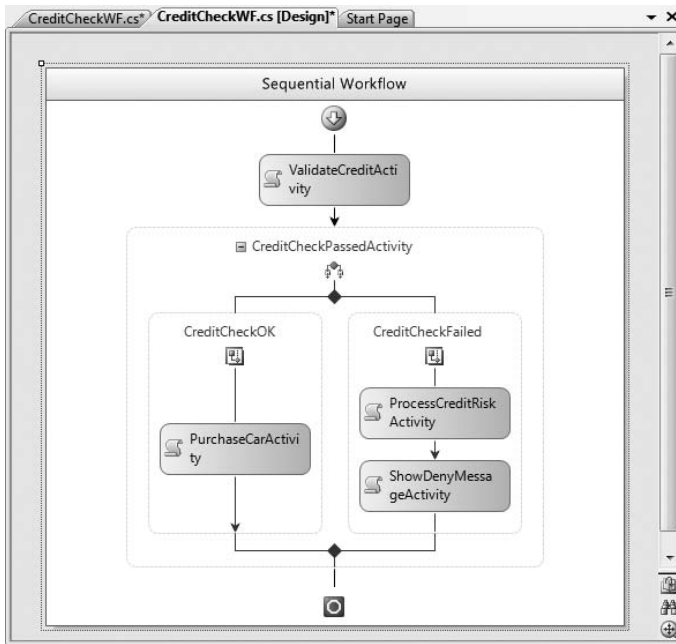 CreditCheckWF.cs* CreditCheckWF.cs [Design]* Start Page
Sequential Workflow
ValidateCreditActi
vity
CreditCheckPassedActivity
CreditCheckOK
CreditCheckFailed
PurchaseCarActivi
ty
ProcessCreditRisk
Activity
ShowDenyMessa
geActivity